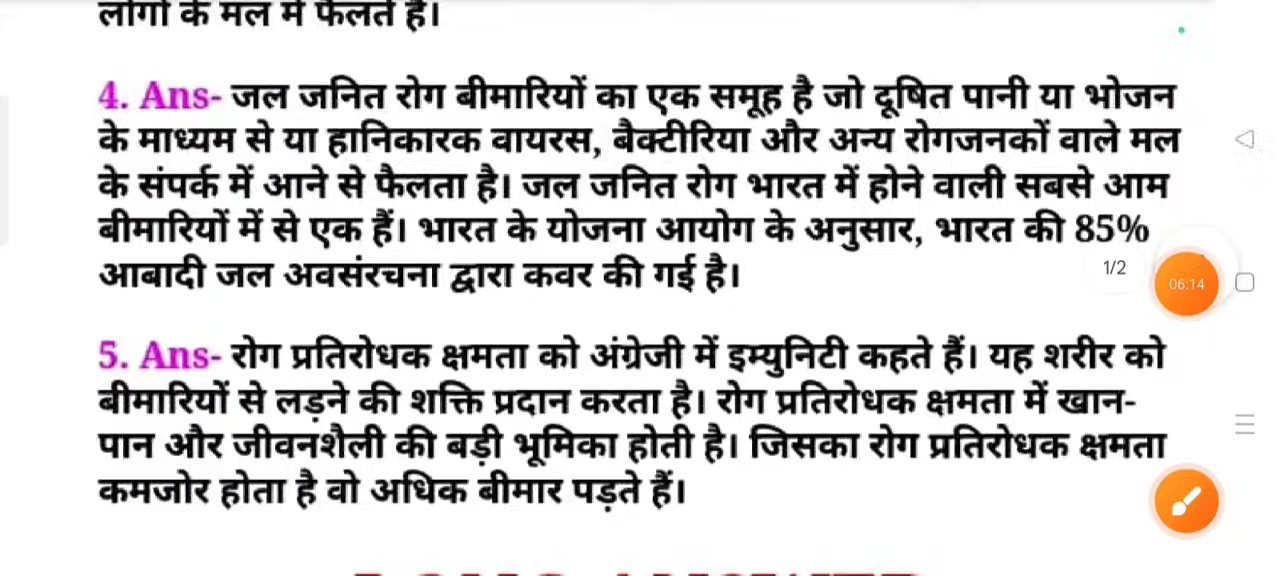 लोगों के मल में फैलते हैं।
4. Ans- जल जनित रोग बीमारियों का एक समूह है जो दूषित पानी या भोजन
के माध्यम से या हानिकारक वायरस, बैक्टीरिया और अन्य रोगजनकों वाले मल
के संपर्क में आने से फैलता है। जल जनित रोग भारत में होने वाली सबसे आम
बीमारियों में से एक हैं। भारत के योजना आयोग के अनुसार, भारत की 85%
आबादी जल अवसंरचना द्वारा कवर की गई है।
1/2
06:14
5. Ans- रोग प्रतिरोधक क्षमता को अंग्रेजी में इम्युनिटी कहते हैं। यह शरीर को
बीमारियों से लड़ने की शक्ति प्रदान करता है। रोग प्रतिरोधक क्षमता में खान-
पान और जीवनशैली की बड़ी भूमिका होती है। जिसका रोग प्रतिरोधक क्षमता
कमजोर होता है वो अधिक बीमार पड़ते हैं।